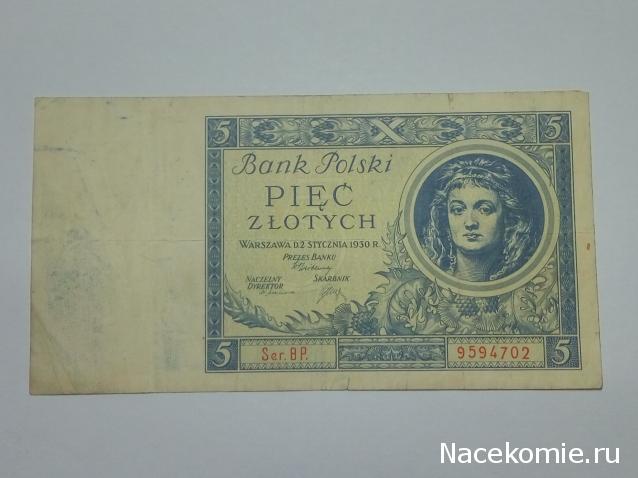 5 5
Bank Polski
PIĘĆ
ZŁOTYCH
WARSZAWA D.2 STYCZNIA 1930 R.
PREZES BANKU
NACZELNY SKARBNIK
DYREKTOR
5 Ser. BP. 9594702 5
Nacekomie.ru